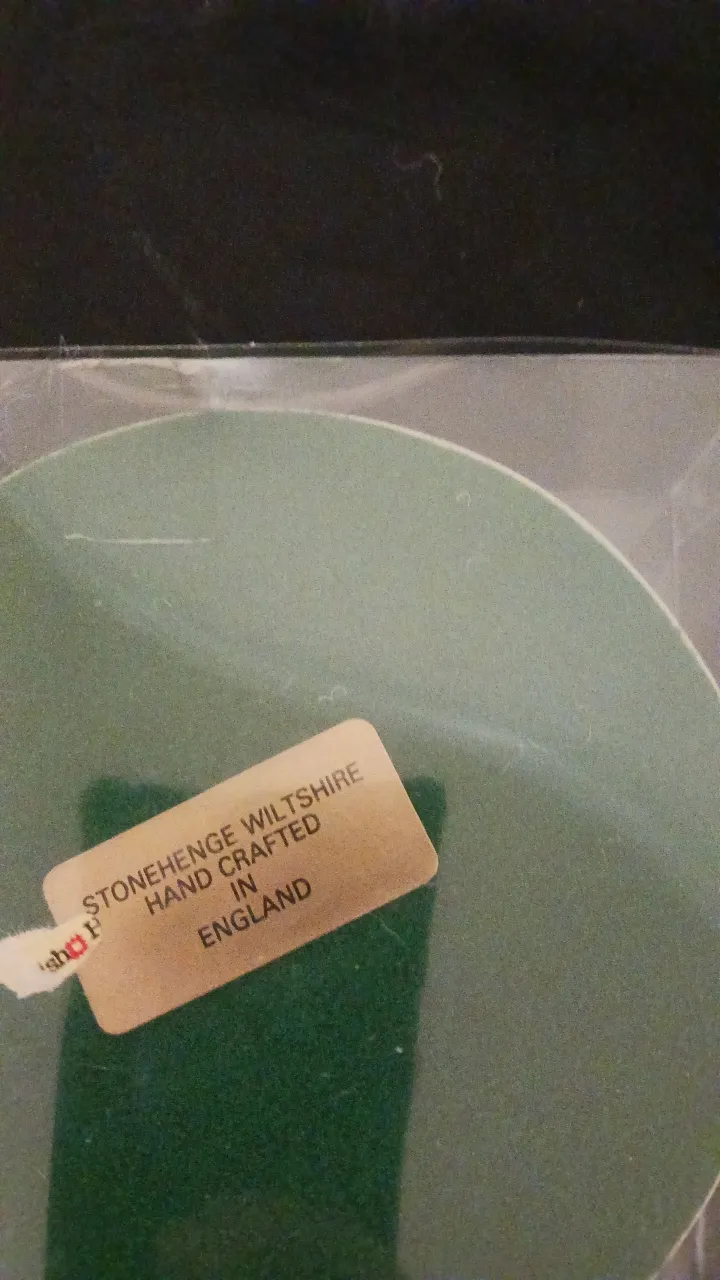 STONEHENGE WILTSHIRE
HAND CRAFTED
IN
ENGLAND